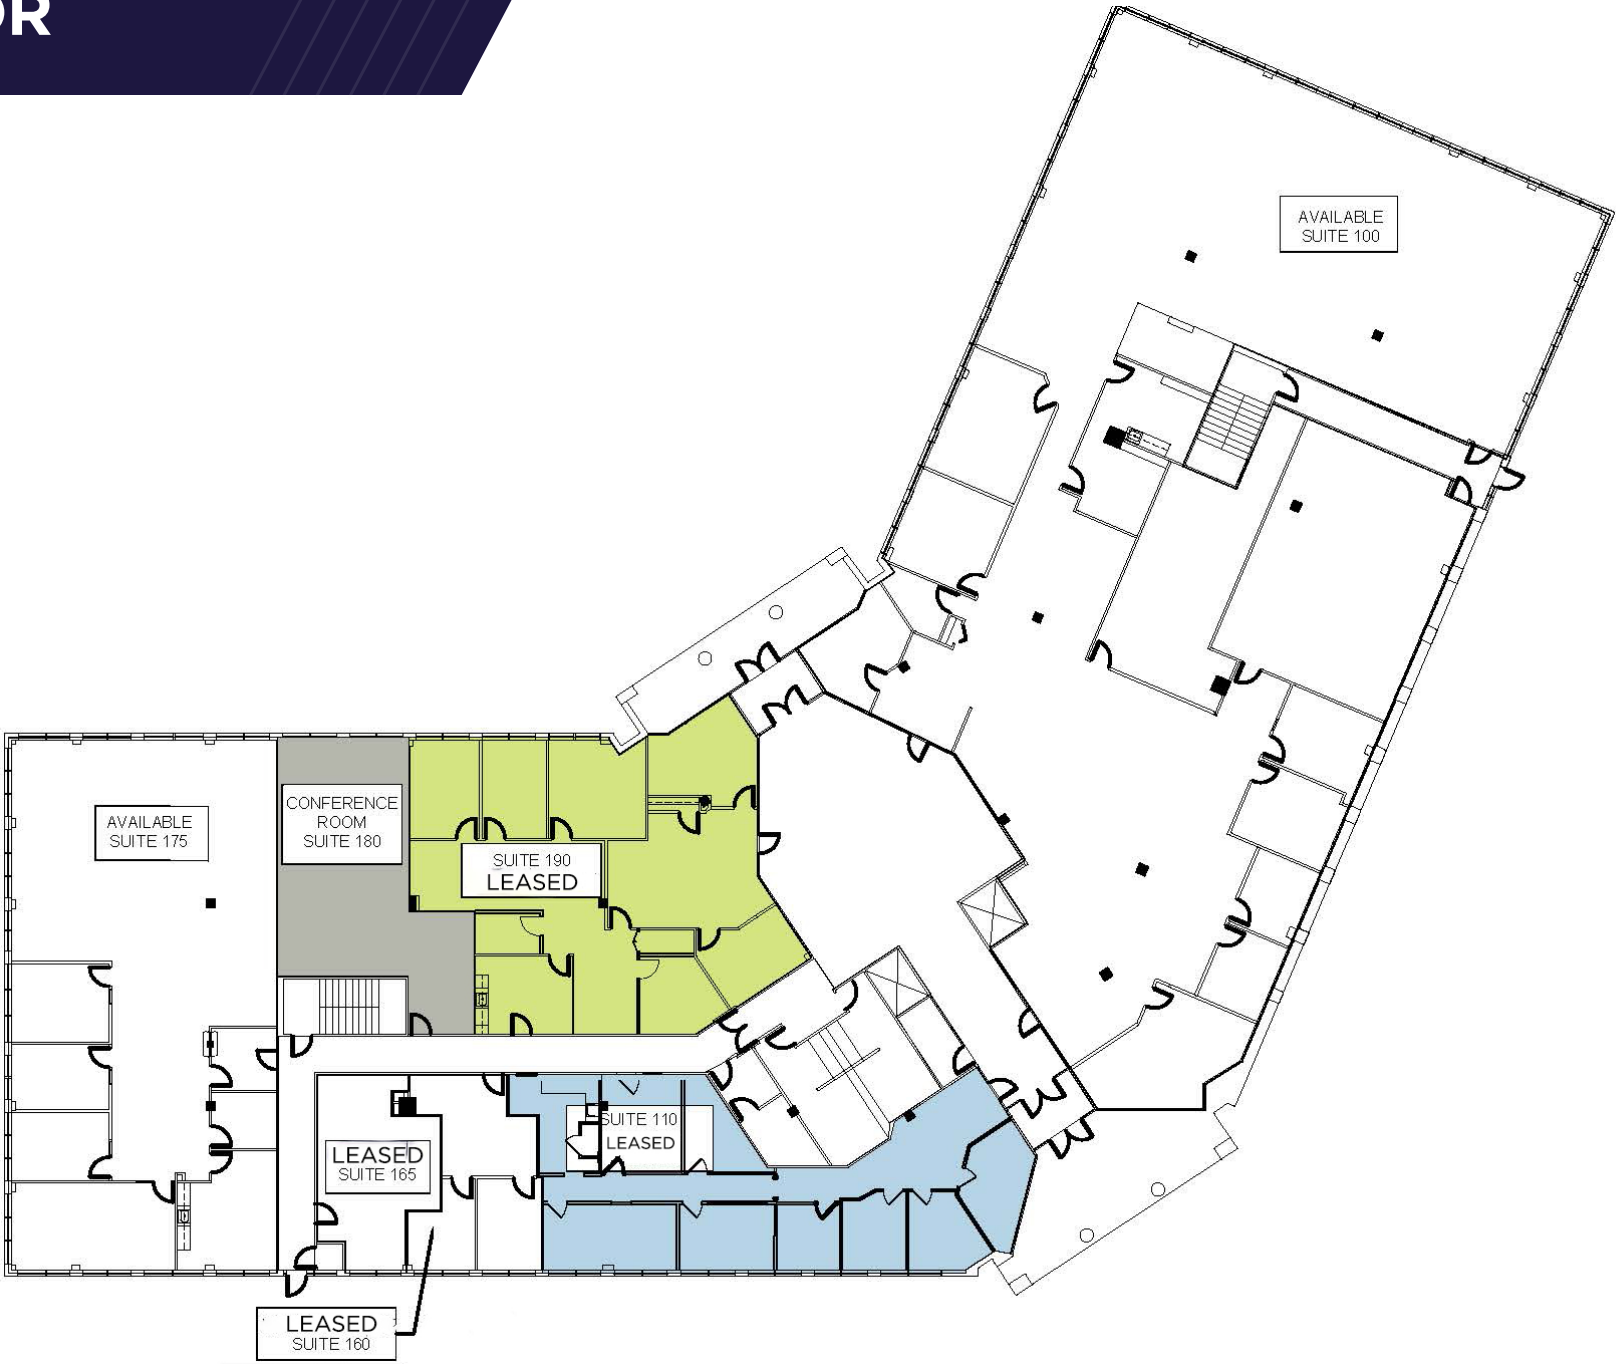 OR
AVAILABLE
SUITE 100
CONFERENCE
ROOM
SUITE 180
AVAILABLE
SUITE 175
SUITE 190
LEASED
SUITE 110
LEASED
LEASED
SUITE 165
LEASED
SUITE 160